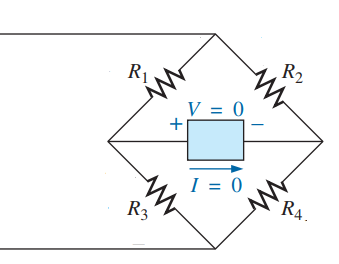 R1 R2
V = 0
+ −
I = 0
R3 R4.